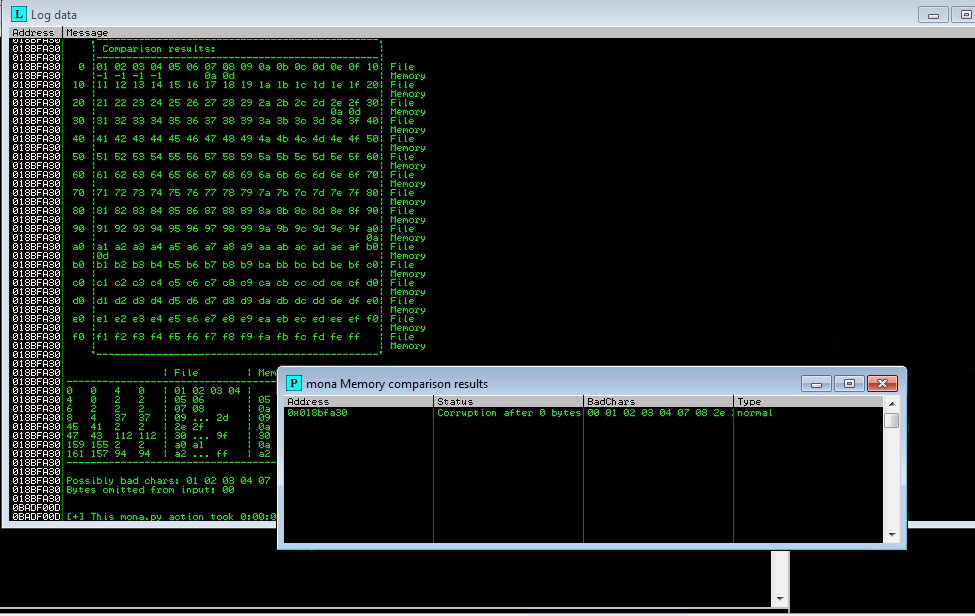 L Log data
Address Message
018BFA30
018BFA30 Comparison results:
018BFA30
018BFA30 0 01 02 03 04 05 06 07 08 09 0a 0b 0c 0d 0e 0f 10 File
018BFA30 -1 -1 -1 -1 0a 0d Memory
018BFA30 10 11 12 13 14 15 16 17 18 19 1a 1b 1c 1d 1e 1f 20 File
018BFA30 Memory
018BFA30 20 21 22 23 24 25 26 27 28 29 2a 2b 2c 2d 2e 2f 30 File
018BFA30 0a 0d Memory
018BFA30 30 31 32 33 34 35 36 37 38 39 3a 3b 3c 3d 3e 3f 40 File
018BFA30 Memory
018BFA30 40 41 42 43 44 45 46 47 48 49 4a 4b 4c 4d 4e 4f 50 File
018BFA30 Memory
018BFA30 50 51 52 53 54 55 56 57 58 59 5a 5b 5c 5d 5e 5f 60 File
018BFA30 Memory
018BFA30 60 61 62 63 64 65 66 67 68 69 6a 6b 6c 6d 6e 6f 70 File
018BFA30 Memory
018BFA30 70 71 72 73 74 75 76 77 78 79 7a 7b 7c 7d 7e 7f 80 File
018BFA30 Memory
018BFA30 80 81 82 83 84 85 86 87 88 89 8a 8b 8c 8d 8e 8f 90 File
018BFA30 Memory
018BFA30 90 91 92 93 94 95 96 97 98 99 9a 9b 9c 9d 9e 9f a0 File
018BFA30 0a Memory
018BFA30 a0 a1 a2 a3 a4 a5 a6 a7 a8 a9 aa ab ac ad ae af b0 File
018BFA30 0d Memory
018BFA30 b0 b1 b2 b3 b4 b5 b6 b7 b8 b9 ba bb bc bd be bf c0 File
018BFA30 Memory
018BFA30 c0 c1 c2 c3 c4 c5 c6 c7 c8 c9 ca cb cc cd ce cf d0 File
018BFA30 Memory
018BFA30 d0 d1 d2 d3 d4 d5 d6 d7 d8 d9 da db dc dd de df e0 File
018BFA30 Memory
018BFA30 e0 e1 e2 e3 e4 e5 e6 e7 e8 e9 ea eb ec ed ee ef f0 File
018BFA30 Memory
018BFA30 f0 f1 f2 f3 f4 f5 f6 f7 f8 f9 fa fb fc fd fe ff File
018BFA30 Memory
018BFA30
018BFA30
018BFA30 | File | Mem
018BFA30
018BFA30 0 0 4 0 | 01 02 03 04 |
018BFA30 4 0 2 2 | 05 06 | 05
018BFA30 6 2 2 2 | 07 08 | 0a
018BFA30 8 4 37 37 | 09 ... 2d | 09
018BFA30 45 41 2 2 | 2e 2f | 0a
018BFA30 47 43 112 112 | 30 ... 9f | 30
018BFA30 159 155 2 2 | a0 a1 | 0a
018BFA30 161 157 94 94 | a2 ... ff | a2
018BFA30
018BFA30
018BFA30 Possibly bad chars: 01 02 03 04 07
018BFA30 Bytes omitted from input: 00
018BFA30
0BADF00D
0BADF00D [+] This mona.py action took 0:00:0
P mona Memory comparison results
Address Status BadChars Type
0x018bfa30 Corruption after 0 bytes 00 01 02 03 04 07 08 2e normal